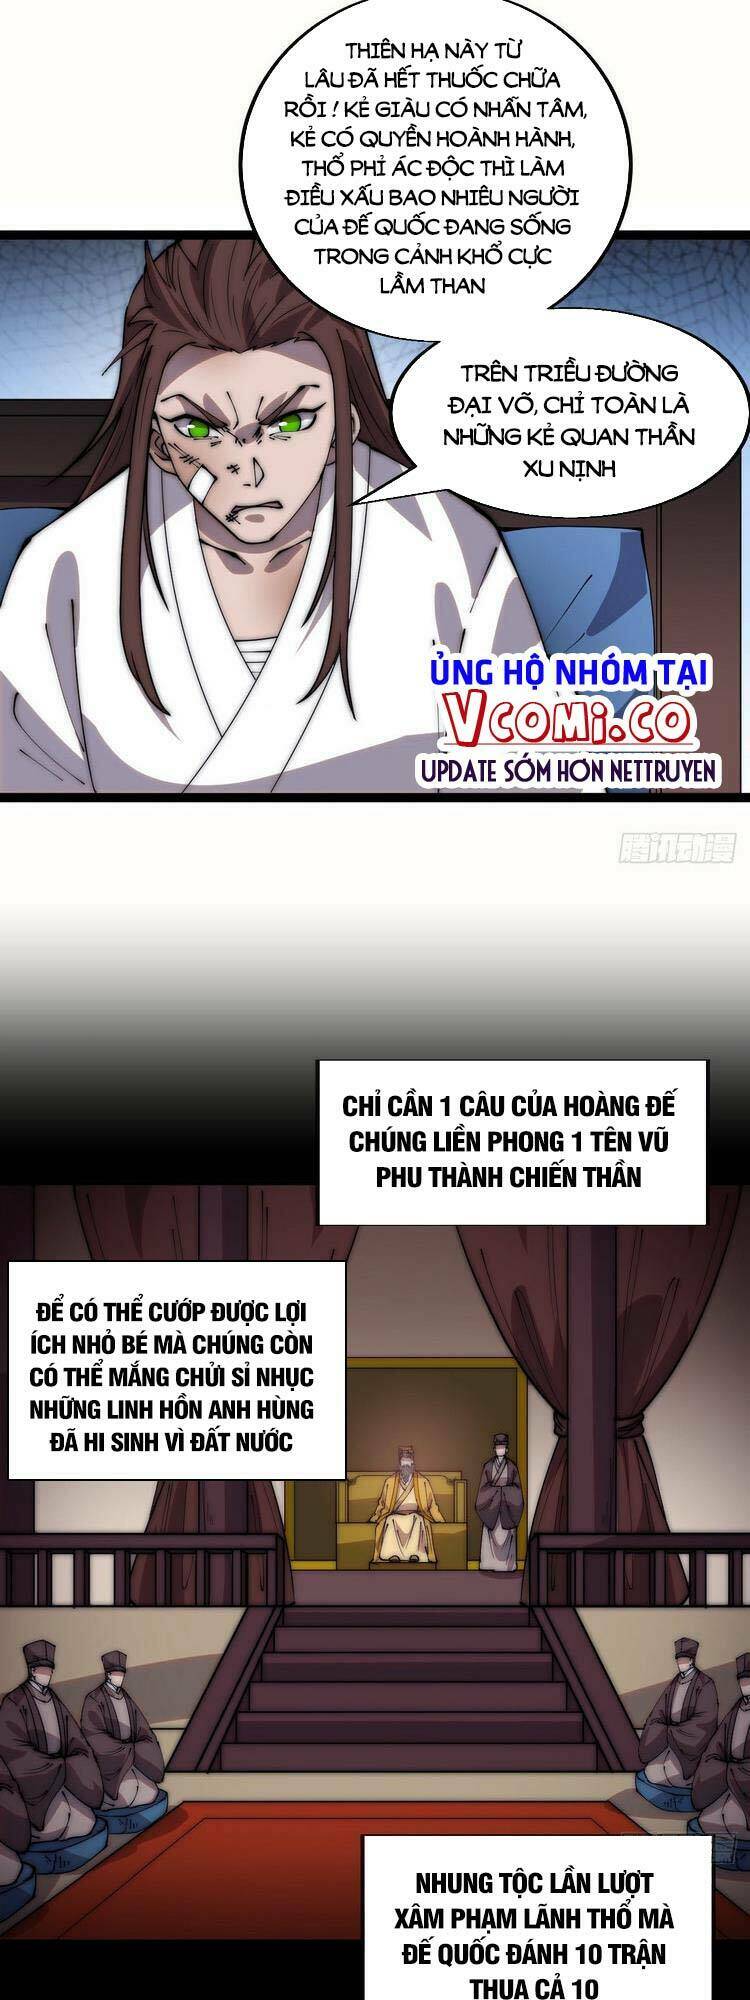 THIÊN HẠ NÀY TỪ
LÂU ĐÃ HẾT THUỐC CHỮA
RỒI! KẺ GIÀU CÓ NHẪN TÂM,
KẺ CÓ QUYỀN HOÀNH HÀNH,
THỔ PHỈ ÁC ĐỘC THÌ LÀM
ĐIỀU XẤU BAO NHIÊU NGƯỜI
CỦA ĐẾ QUỐC ĐANG SỐNG
TRONG CẢNH KHỔ CỰC
LẦM THAN
TRÊN TRIỀU ĐƯỜNG
ĐẠI VÕ, CHỈ TOÀN LÀ
NHỮNG KẺ QUAN THẦN
XU NỊNH
ỦNG HỘ NHÓM TẠI
VCOMI.CO
UPDATE SỚM HƠN NETTRUYEN
腾讯动漫
CHỈ CẦN 1 CÂU CỦA HOÀNG ĐẾ
CHÚNG LIỀN PHONG 1 TÊN VŨ
PHU THÀNH CHIẾN THẦN
ĐỂ CÓ THỂ CƯỚP ĐƯỢC LỢI
ÍCH NHỎ BÉ MÀ CHÚNG CÒN
CÓ THỂ MẮNG CHỬI SỈ NHỤC
NHỮNG LINH HỒN ANH HÙNG
ĐÃ HI SINH VÌ ĐẤT NƯỚC
NHUNG TỘC LẦN LƯỢT
XÂM PHẠM LÃNH THỔ MÀ
ĐẾ QUỐC ĐÁNH 10 TRẬN
THUA CẢ 10